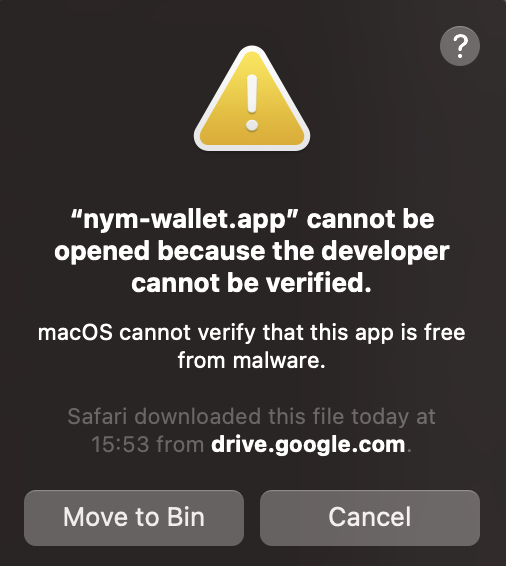 ?
“nym-wallet.app” cannot be
opened because the developer
cannot be verified.
macOS cannot verify that this app is free
from malware.
Safari downloaded this file today at
15:53 from drive.google.com.
Move to Bin
Cancel